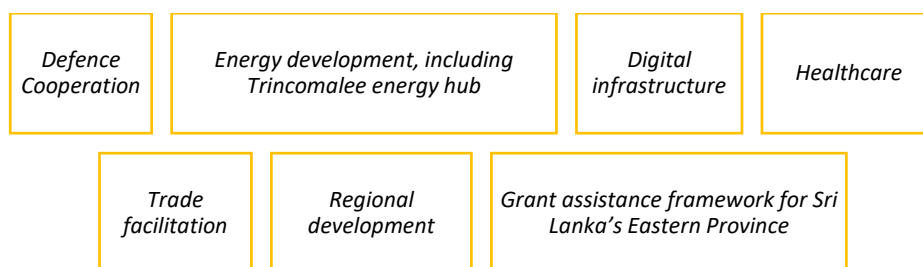 Defence
Cooperation
Energy development, including
Trincomalee energy hub
Digital
infrastructure
Healthcare
Trade
facilitation
Regional
development
Grant assistance framework for Sri
Lanka’s Eastern Province